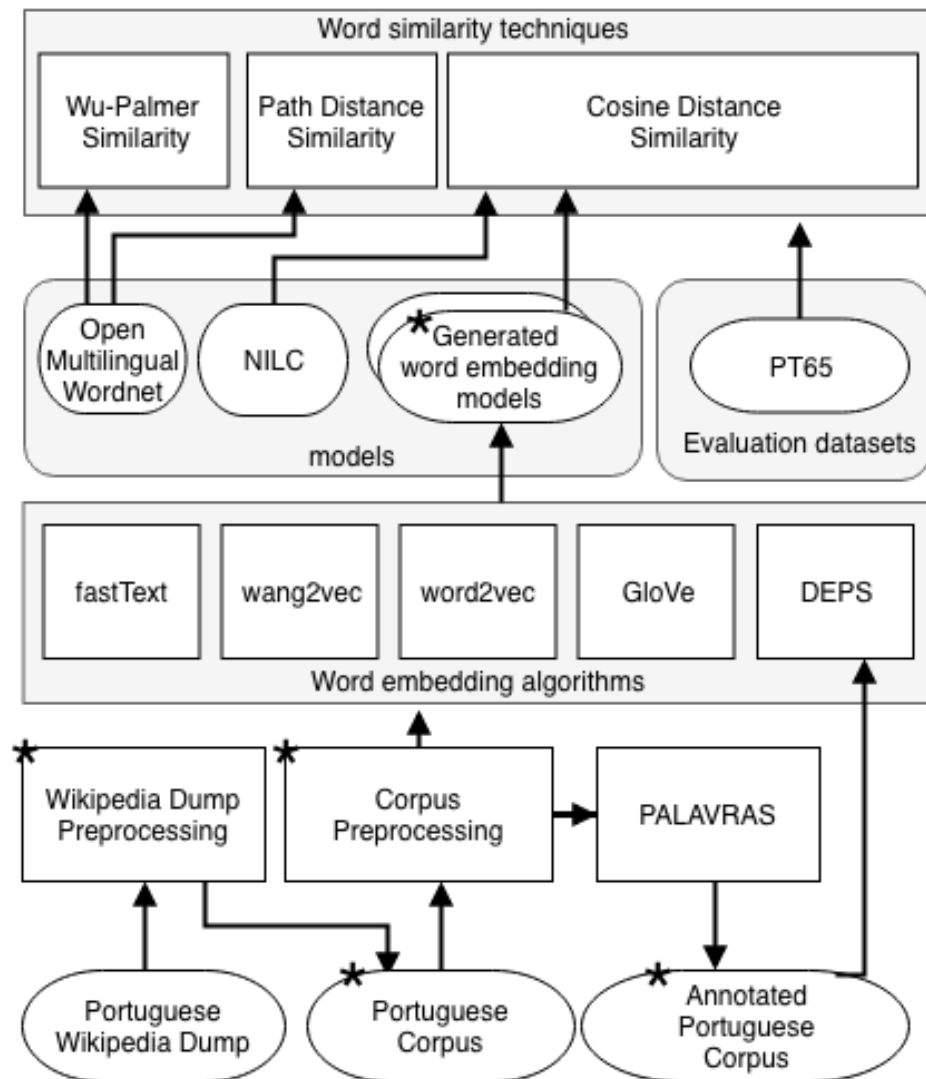 Word similarity techniques
Wu-Palmer
Similarity
Path Distance
Similarity
Cosine Distance
Similarity
Open
Multilingual
Wordnet
NILC
*
Generated
word embedding
models
models
PT65
Evaluation datasets
fastText
wang2vec
word2vec
GloVe
DEPS
Word embedding algorithms
*
Wikipedia Dump
Preprocessing
*
Corpus
Preprocessing
PALAVRAS
Portuguese
Wikipedia Dump
*
Portuguese
Corpus
*
Annotated
Portuguese
Corpus